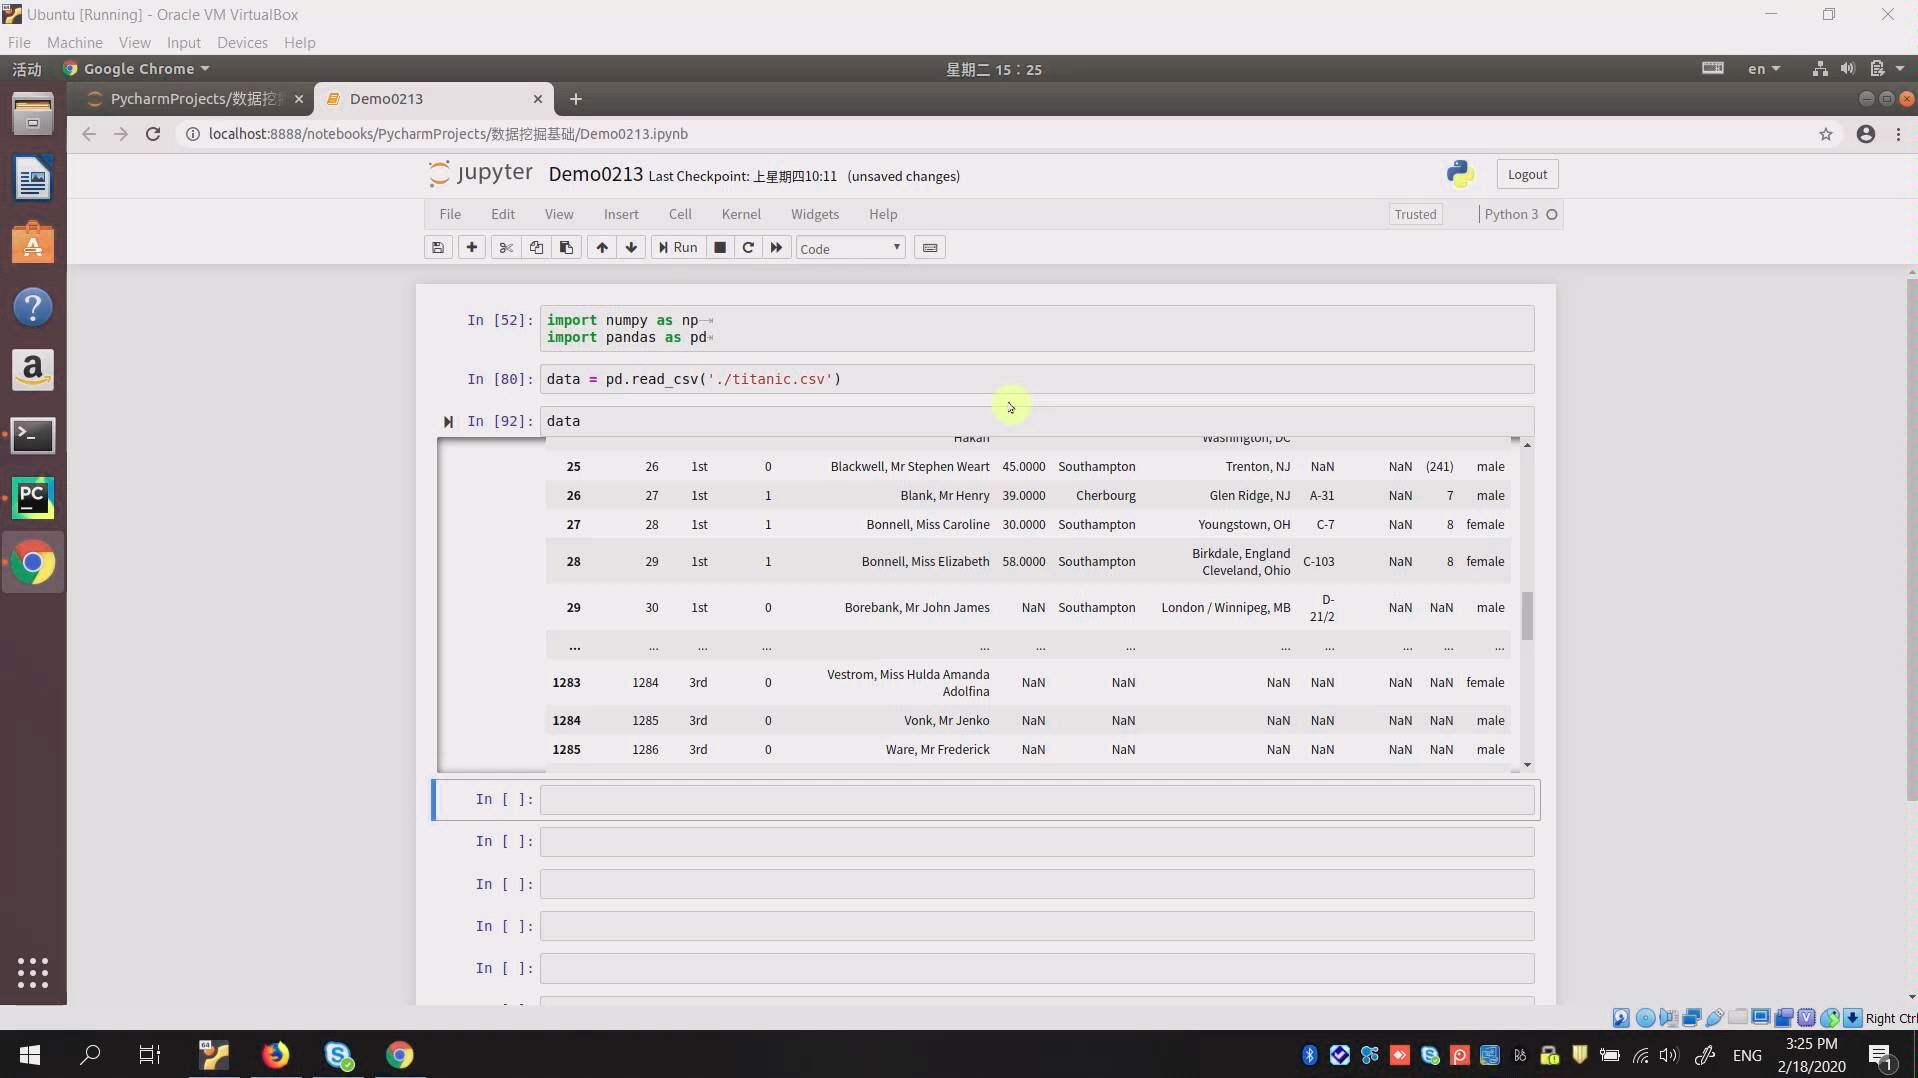 Ubuntu [Running] - Oracle VM VirtualBox
File Machine View Input Devices Help
活动 Google Chrome 星期二 15：25 en
PycharmProjects/数据挖 Demo0213
localhost:8888/notebooks/PycharmProjects/数据挖掘基础/Demo0213.ipynb
jupyter Demo0213 Last Checkpoint: 上星期四10:11 (unsaved changes) Logout
File Edit View Insert Cell Kernel Widgets Help Trusted Python 3
Run Code
In [52]: import numpy as np
import pandas as pd
In [80]: data = pd.read_csv('./titanic.csv')
In [92]: data
Hakan Washington, DC
25 26 1st 0 Blackwell, Mr Stephen Weart 45.0000 Southampton Trenton, NJ NaN NaN (241) male
26 27 1st 1 Blank, Mr Henry 39.0000 Cherbourg Glen Ridge, NJ A-31 NaN 7 male
27 28 1st 1 Bonnell, Miss Caroline 30.0000 Southampton Youngstown, OH C-7 NaN 8 female
28 29 1st 1 Bonnell, Miss Elizabeth 58.0000 Southampton Birkdale, England Cleveland, Ohio C-103 NaN 8 female
29 30 1st 0 Borebank, Mr John James NaN Southampton London / Winnipeg, MB D-21/2 NaN NaN male
... ... ... ... ... ... ... ... ... ... ... ...
1283 1284 3rd 0 Vestrom, Miss Hulda Amanda Adolfina NaN NaN NaN NaN NaN NaN female
1284 1285 3rd 0 Vonk, Mr Jenko NaN NaN NaN NaN NaN NaN male
1285 1286 3rd 0 Ware, Mr Frederick NaN NaN NaN NaN NaN NaN male
In [ ]:
In [ ]:
In [ ]:
In [ ]:
In [ ]:
Right Ctrl
ENG 3:25 PM
2/18/2020 1